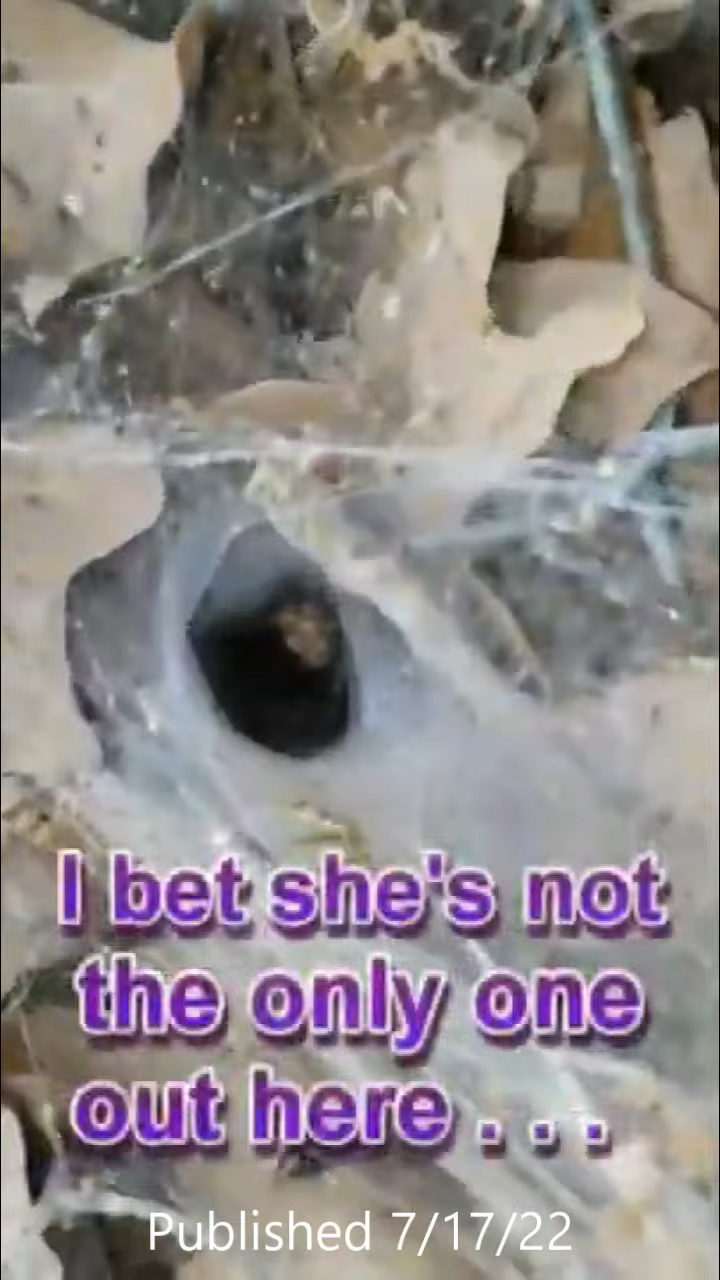 I bet she's not
the only one
out here . . .
Published 7/17/22